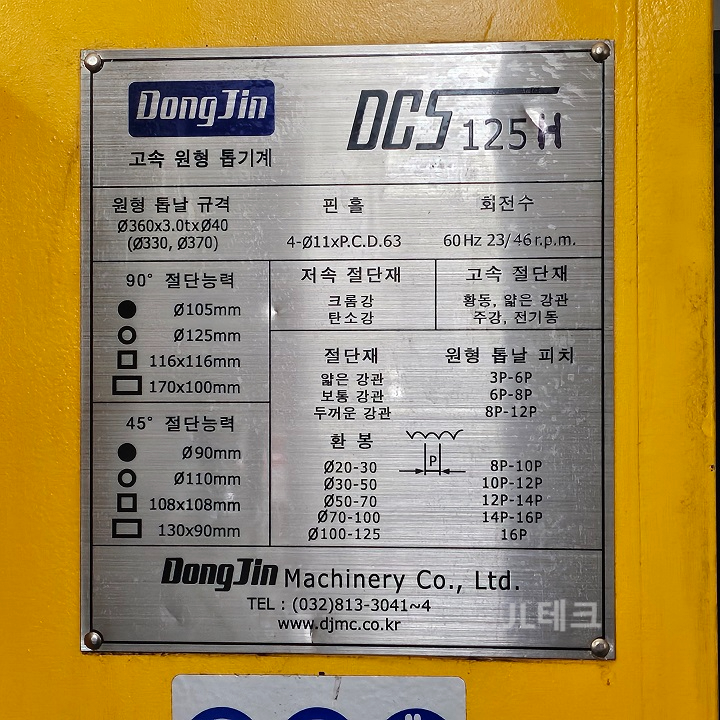 DongJin
고속 원형 톱기계
DCS 125H
원형 톱날 규격
Ø360x3.0txØ40
(Ø330, Ø370)
핀 홀
4-Ø11xP.C.D.63
회전수
60Hz 23/46 r.p.m.
90° 절단능력
Ø105mm
Ø125mm
116x116mm
170x100mm
저속 절단재
크롬강
탄소강
고속 절단재
황동, 얇은 강관
주강, 전기동
절단재 원형 톱날 피치
얇은 강관 3P-6P
보통 강관 6P-8P
두꺼운 강관 8P-12P
환 봉
P
Ø20-30 8P-10P
Ø30-50 10P-12P
Ø50-70 12P-14P
Ø70-100 14P-16P
Ø100-125 16P
45° 절단능력
Ø90mm
Ø110mm
108x108mm
130x90mm
DongJin Machinery Co., Ltd.
TEL : (032)813-3041~4
www.djmc.co.kr
JL테크